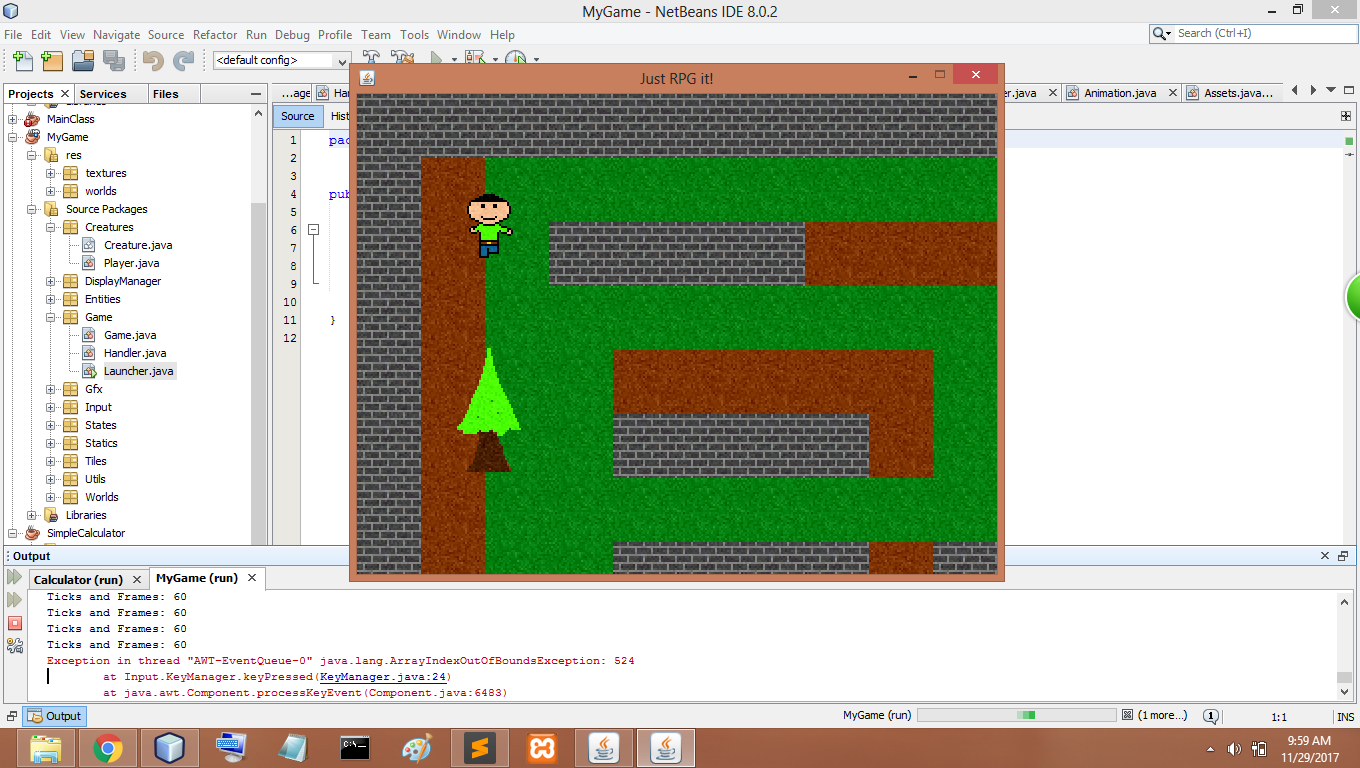 MyGame - NetBeans IDE 8.0.2
File Edit View Navigate Source Refactor Run Debug Profile Team Tools Window Help
Search (Ctrl+I)
<default config>
Projects Services Files
MainClass
MyGame
res
textures
worlds
Source Packages
Creatures
Creature.java
Player.java
DisplayManager
Entities
Game
Game.java
Handler.java
Launcher.java
Gfx
Input
States
Statics
Tiles
Utils
Worlds
Libraries
SimpleCalculator
...age Har
er.java Animation.java Assets.java...
Source Hist
1 pac
2
3
4 pub
5
6
7
8
9
10
11 }
12
Just RPG it!
Output
Calculator (run) MyGame (run)
Ticks and Frames: 60
Ticks and Frames: 60
Ticks and Frames: 60
Ticks and Frames: 60
Exception in thread "AWT-EventQueue-0" java.lang.ArrayIndexOutOfBoundsException: 524
at Input.KeyManager.keyPressed(KeyManager.java:24)
at java.awt.Component.processKeyEvent(Component.java:6483)
Output MyGame (run) (1 more...) 1 1:1 INS
9:59 AM
11/29/2017